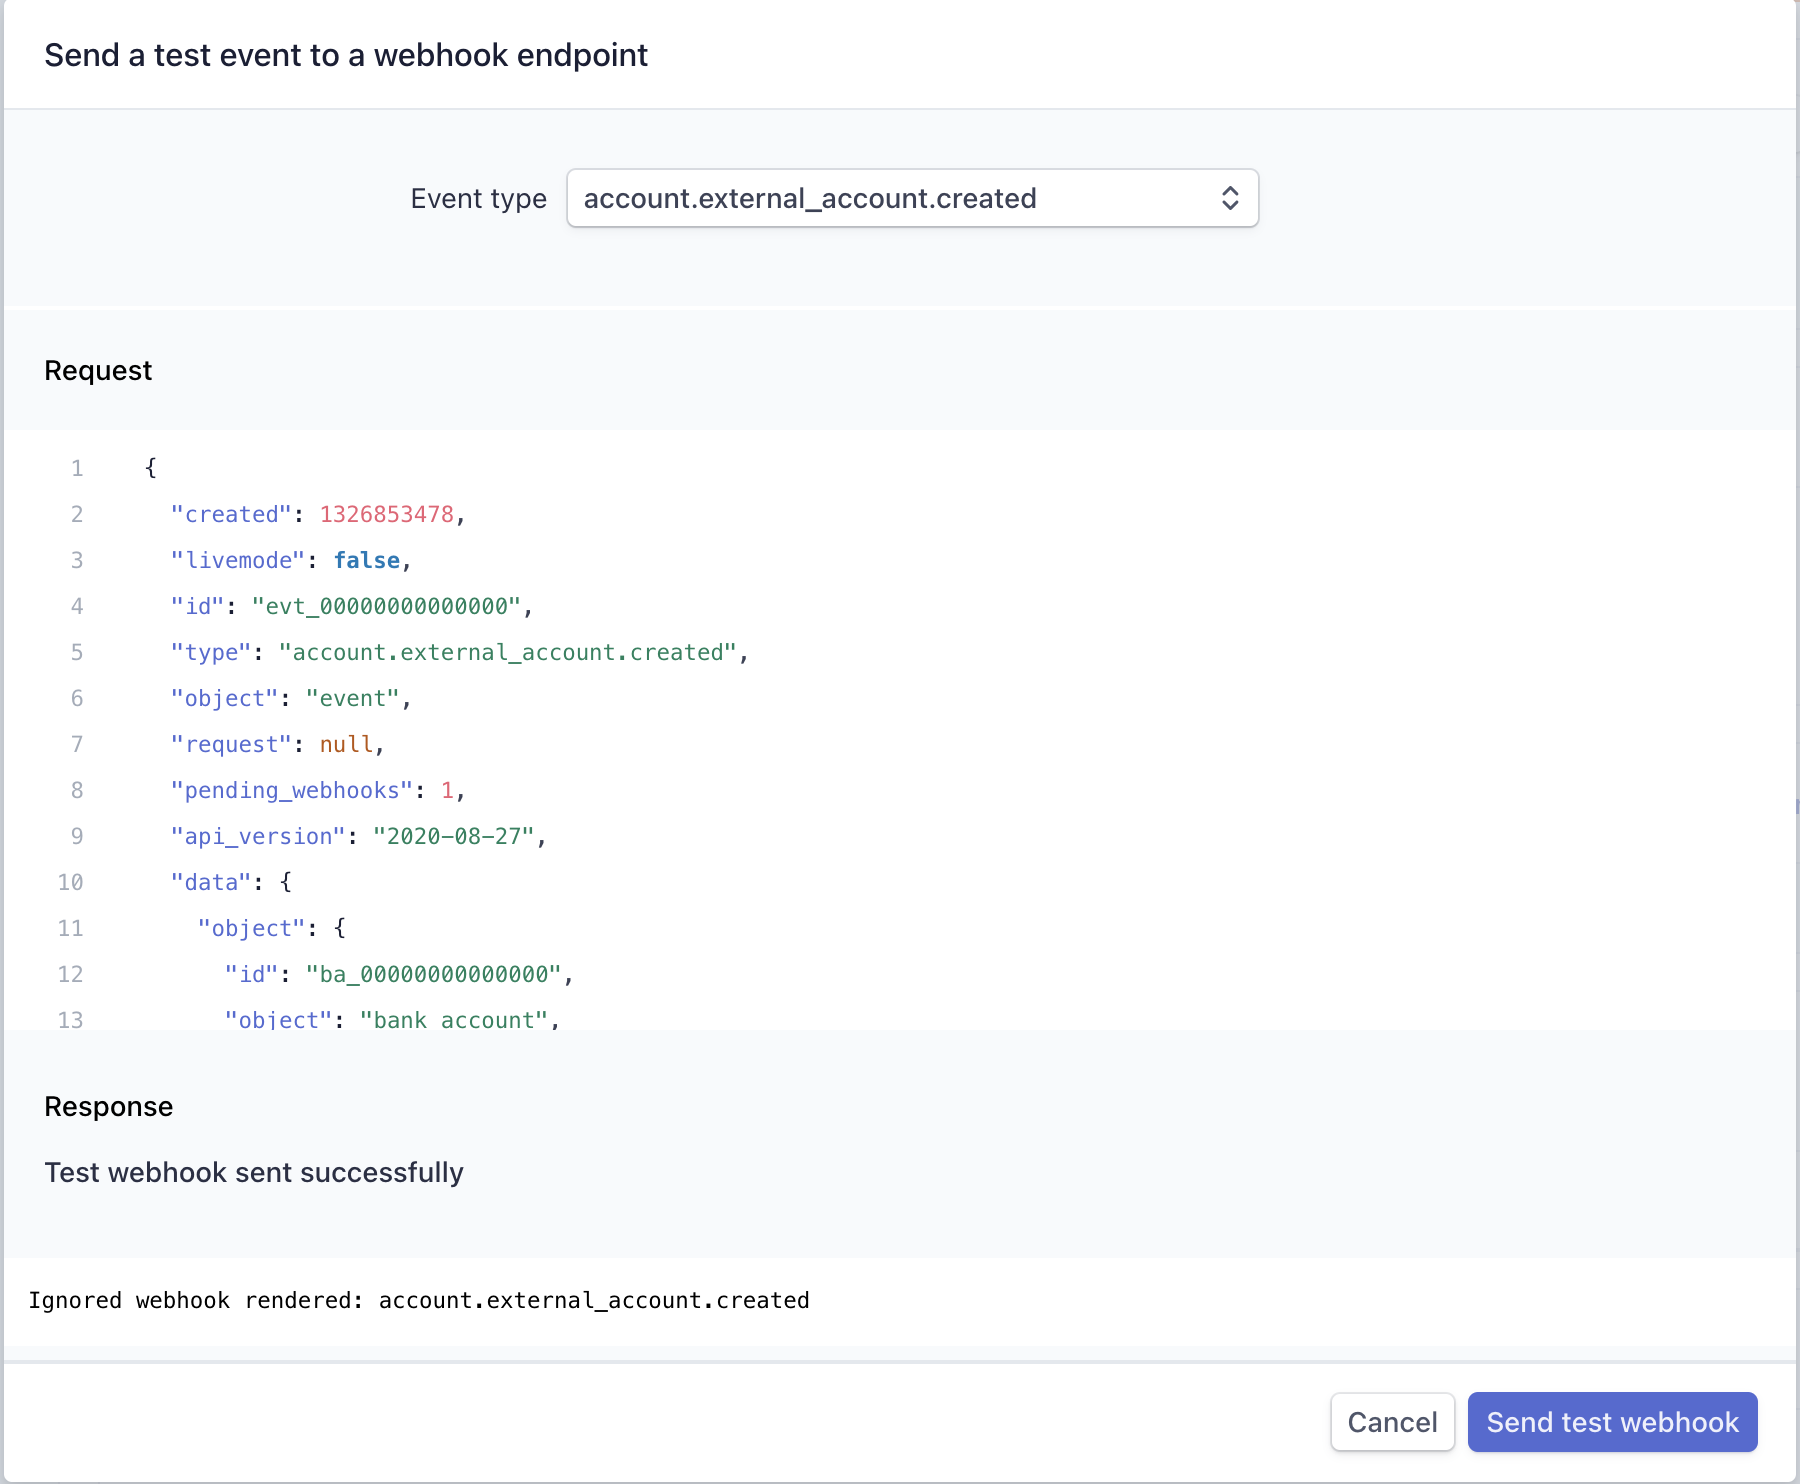 Send a test event to a webhook endpoint
Event type account.external_account.created
Request
1 {
2 "created": 1326853478,
3 "livemode": false,
4 "id": "evt_00000000000000",
5 "type": "account.external_account.created",
6 "object": "event",
7 "request": null,
8 "pending_webhooks": 1,
9 "api_version": "2020-08-27",
10 "data": {
11 "object": {
12 "id": "ba_00000000000000",
13 "object": "bank_account",
Response
Test webhook sent successfully
Ignored webhook rendered: account.external_account.created
Cancel Send test webhook